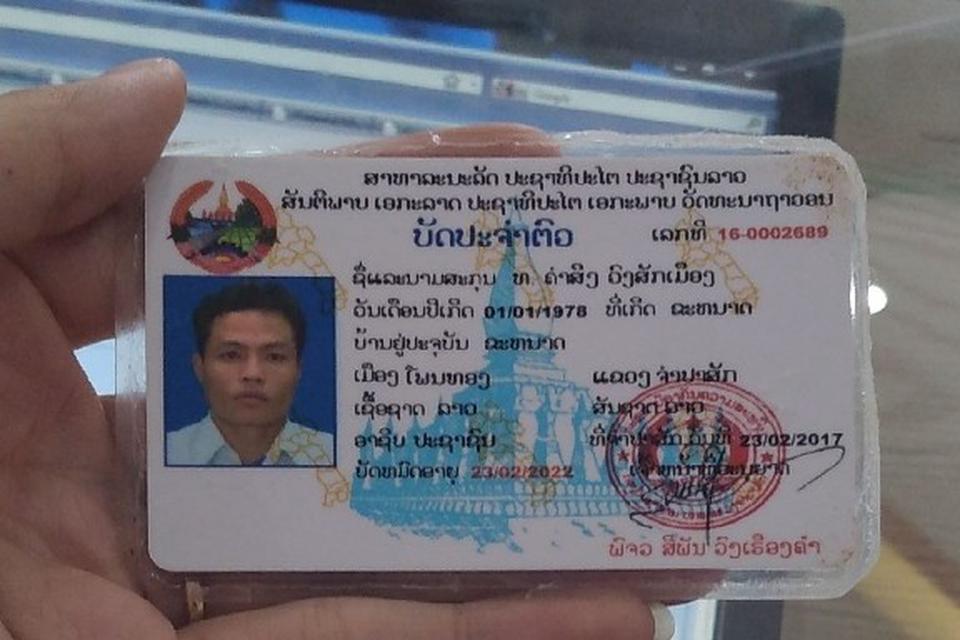 ສາທາລະນະລັດ ປະຊາທິປະໄຕ ປະຊາຊົນລາວ
ສັນຕິພາບ ເອກະລາດ ປະຊາທິປະໄຕ ເອກະພາບ ວັດທະນາຖາວອນ
ບັດປະຈຳຕົວ
ເລກທີ 16-0002689
ຊື່ແລະນາມສະກຸນ ທ. ຄຳສິງ ວົງສັກເມືອງ
ວັນເດືອນປີເກີດ 01/01/1978 ທີ່ເກີດ ລະຫນາດ
ບ້ານຢູ່ປະຈຸບັນ ລະຫນາດ
ເມືອງ ໂພນທອງ ແຂວງ ຈຳປາສັກ
ເຊື້ອຊາດ ລາວ ສັນຊາດ ລາວ
ອາຊີບ ປະຊາຊົນ ທີ່ຈຳປາສັກ ວັນທີ 23/02/2017
ບັດຫມົດອາຍຸ 23/02/2022
ພົຈວ ສີພັນ ວົງເຮືອງຄຳ